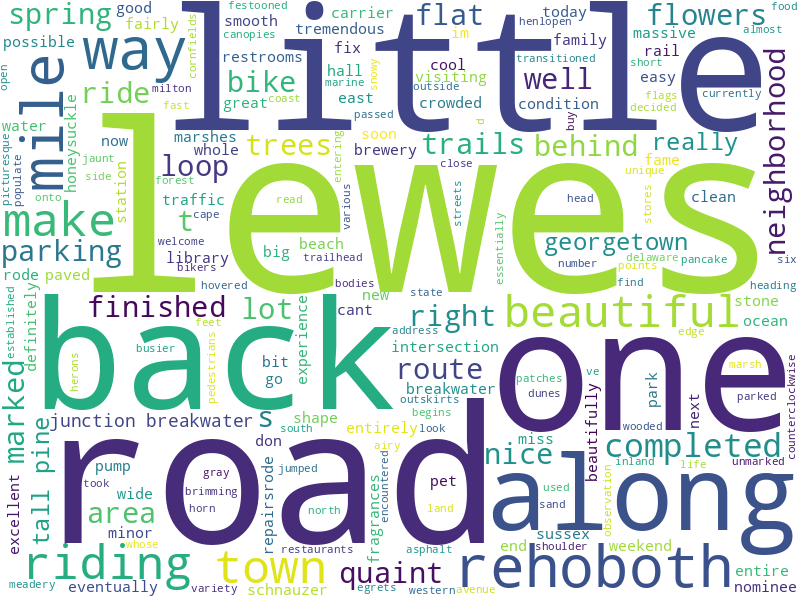 spring
good
festooned
carrier
flat
today
flowers
food
possible
fairly
smooth
canopies
tremendous
fix
im
family
massive
almost
open
way
cornfields
restrooms
hall
cool
visiting
rail
short
henlopen
little
mile
ride
milton
bike
marine
outside
well
transitioned
easy
flags
currently
picturesque
populate
honeysuckle
fast
great
coast
east
crowded
condition
decided
buy
neighborhood
water
now
marshes
snowy
passed
d
trees
trails
behind
really
jaunt
side
station
loop
whole
brewery
soon
close
fame
unique
entering
streets
stores
forest
onto
make
t
traffic
read
various
head
clean
lewes
parking
cape
welcome
library
big
beach
trailhead
essentially
georgetown
delaware
pancake
number
points
six
rode
paved
bikers
hovered
bodies
find
heading
established
definitely
finished
lot
experience
new
cant
state
right
beautiful
stone
ocean
back
one
feet
address
intersection
edge
marsh
counterclockwise
herons
busier
pedestrians
bit
go
route
breakwater
outskirts
patches
dunes
ve
park
parked
marked
shape
begins
beautifully
wooded
next
junction breakwater
s
south
entirely
look
miss
road
don
nice
completed
tall pine
excellent
pump
took
wide
gray
brimming
repairsrode
jumped
airy
encountered
pet
along
inland
life
unmarked
area
minor
whose
horn
north
fragrances
land
used
sand
observation
sussex
end
shoulder
weekend
riding
town
restaurants
asphalt
quaint
rehoboth
entire
meadery
eventually
variety
schnauzer
egrets
western
avenue
nominee